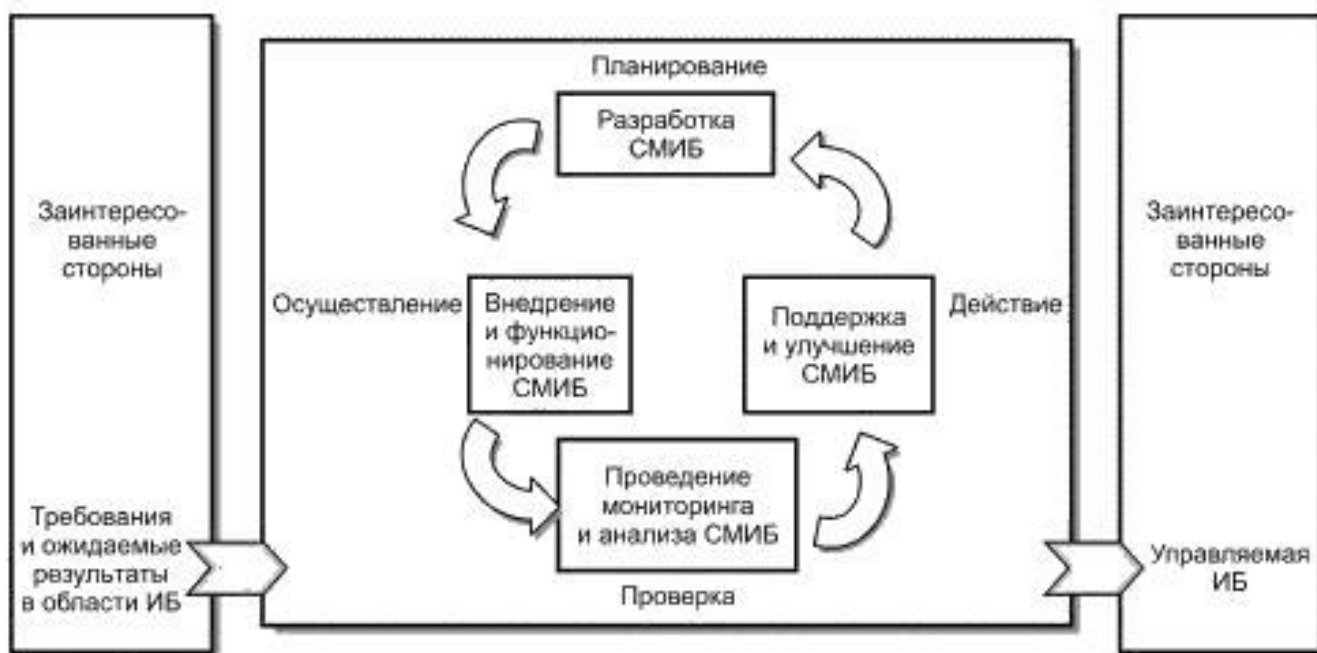 Заинтересо-
ванные
стороны
Требования
и ожидаемые
результаты
в области ИБ
Планирование
Разработка
СМИБ
Осуществление
Внедрение
и функцио-
нирование
СМИБ
Поддержка
и улучшение
СМИБ
Действие
Проведение
мониторинга
и анализа СМИБ
Проверка
Заинтересо-
ванные
стороны
Управляемая
ИБ